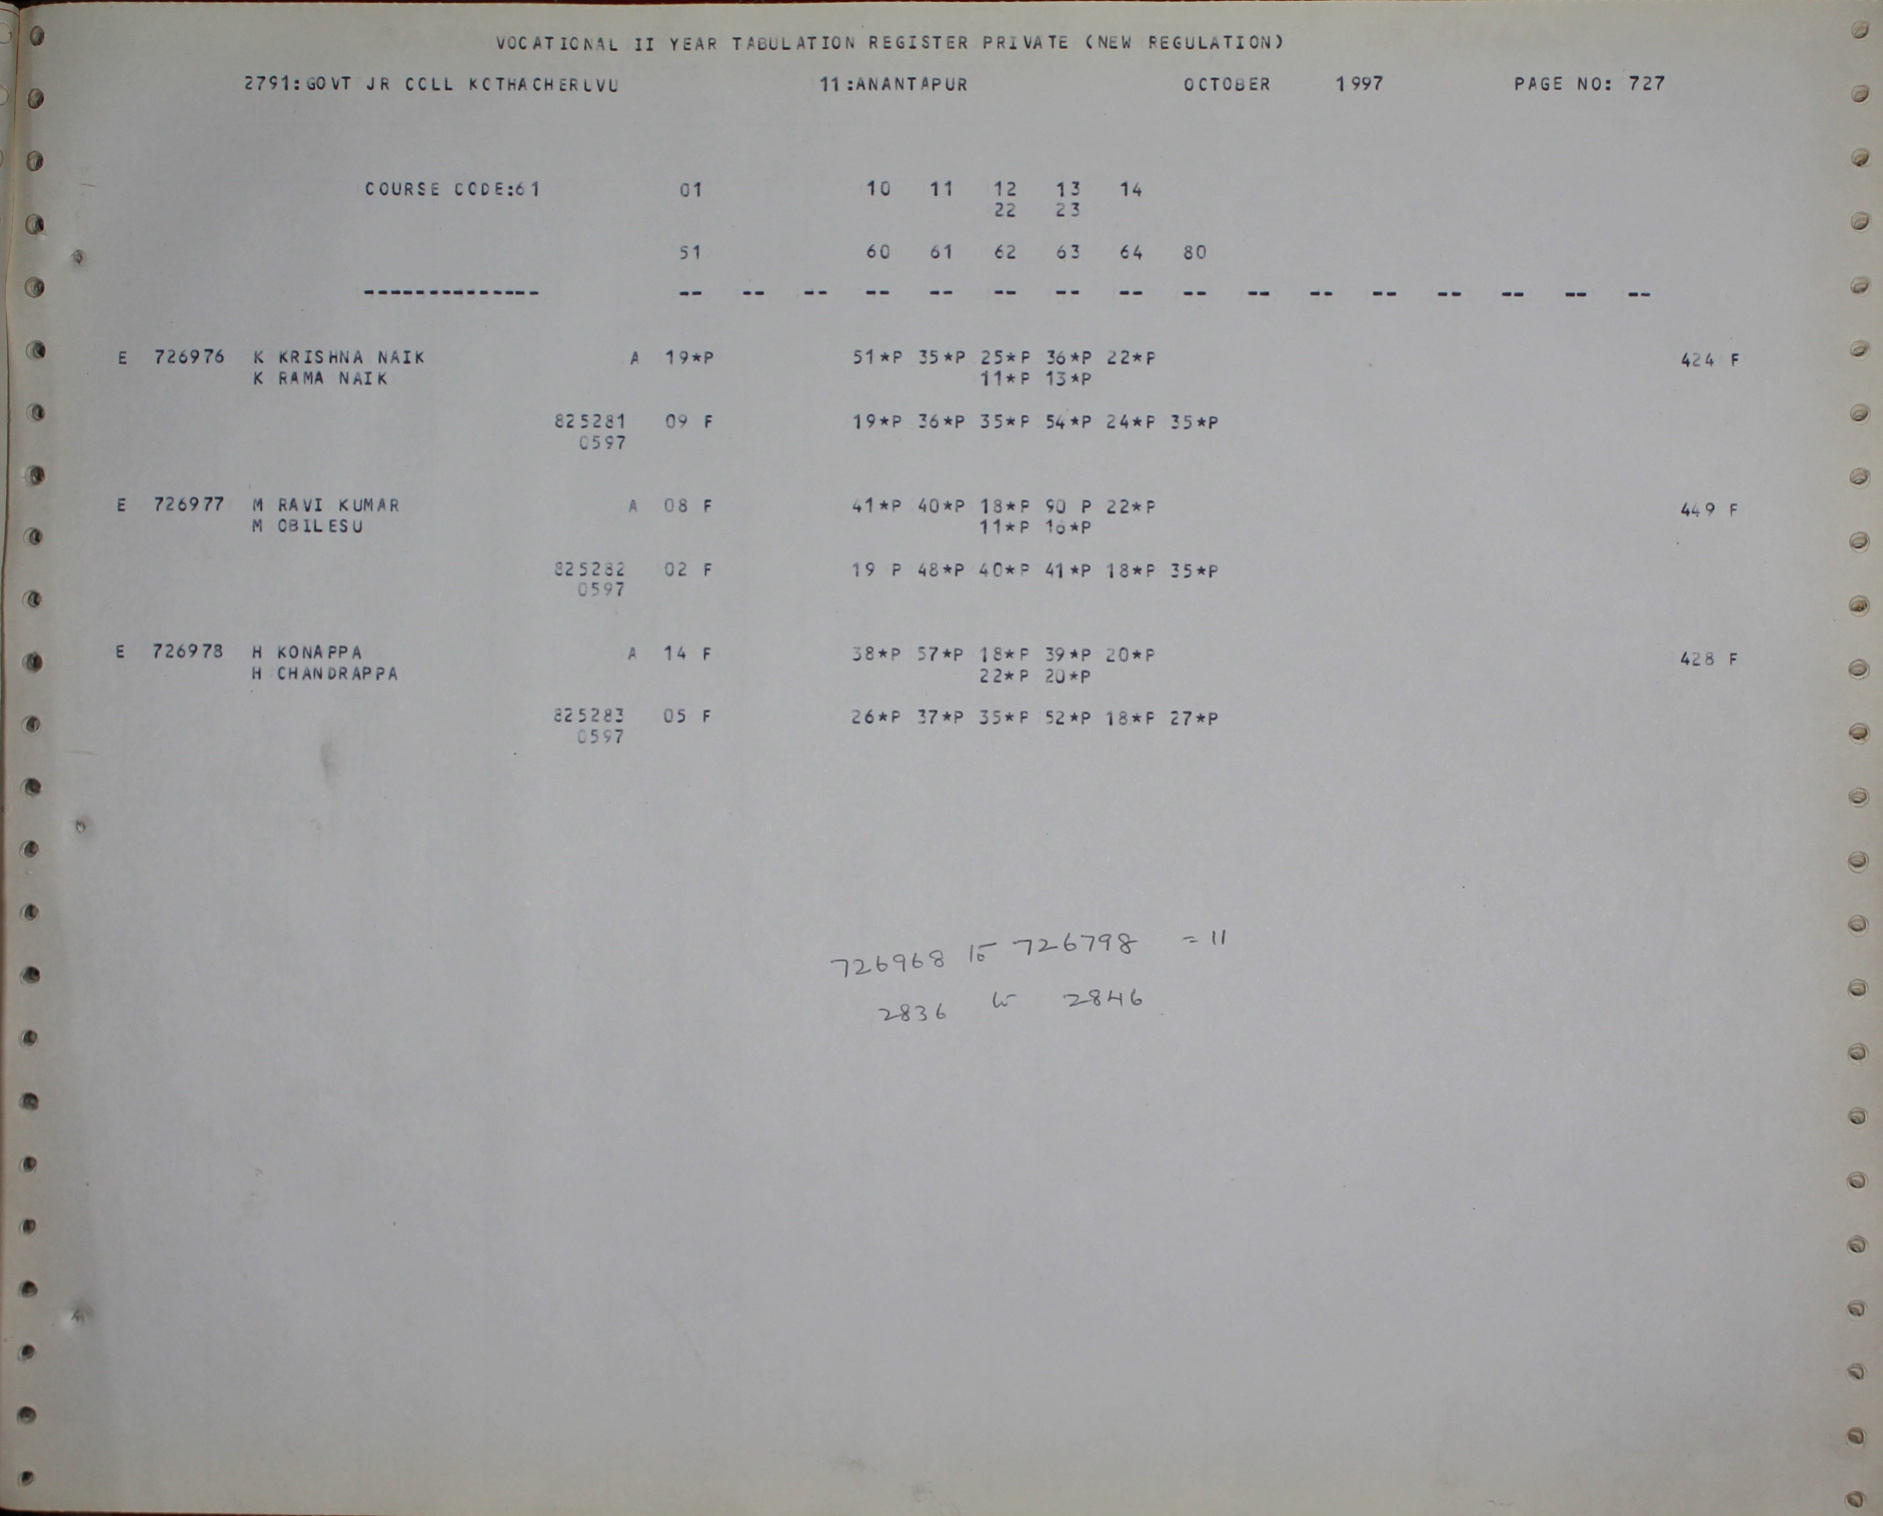 VOCATIONAL II YEAR TABULATION REGISTER PRIVATE (NEW REGULATION)
2791:GOVT JR COLL KOTHACHERUVU 11:ANANTAPUR OCTOBER 1997 PAGE NO: 727
COURSE CODE:61 01 10 11 12 13 14
22 23
51 60 61 62 63 64 80
-------------- -- -- -- -- -- -- -- -- -- -- -- -- -- -- -- --
E 726976 K KRISHNA NAIK A 19*P 51*P 35*P 25*P 36*P 22*P 424 F
K RAMA NAIK 11*P 13*P
825281 09 F 19*P 36*P 35*P 54*P 24*P 35*P
0597
E 726977 M RAVI KUMAR A 08 F 41*P 40*P 18*P 90 P 22*P 449 F
M OBILESU 11*P 16*P
825282 02 F 19 P 48*P 40*P 41*P 18*P 35*P
0597
E 726978 H KONAPPA A 14 F 38*P 57*P 18*P 39*P 20*P 428 F
H CHANDRAPPA 22*P 20*P
825283 05 F 26*P 37*P 35*P 52*P 18*P 27*P
0597
726968 to 726798 = 11
2836 to 2846